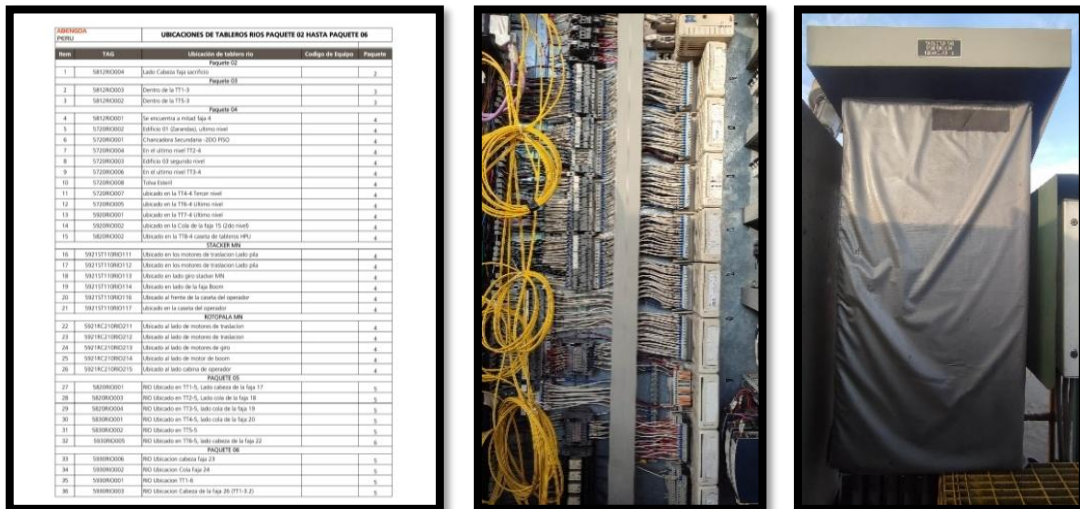 ABENGOA
PERU
UBICACIONES DE TABLEROS RIOS PAQUETE 02 HASTA PAQUETE 06
Item TAG Ubicación de tablero rio Codigo de Equipo Paquete
Paquete 02
1 5812RIO004 Lado Cabeza faja sacrificio 2
Paquete 03
2 5812RIO003 Dentro de la TT1-3 3
3 5812RIO002 Dentro de la TT5-3 3
Paquete 04
4 5812RIO001 Se encuentra a mitad faja 4 4
5 5720RIO002 Edificio 01 (Zarandas), ultimo nivel 4
6 5720RIO001 Chancadora Secundaria -2DO PISO 4
7 5720RIO004 En el ultimo nivel TT2-4 4
8 5720RIO003 Edificio 03 segundo nivel 4
9 5720RIO006 En el ultimo nivel TT3-4 4
10 5720RIO008 Tolva Esteril 4
11 5720RIO007 ubicado en la TT4-4 Tercer nivel 4
12 5720RIO005 ubicado en la TT6-4 Ultimo nivel 4
13 5920RIO001 ubicado en la TT7-4 Ultimo nivel 4
14 5920RIO002 ubicado en la Cola de la faja 15 (2do nivel) 4
15 5820RIO002 Ubicado en la TT8-4 caseta de tableros HPU 4
STACKER MN
16 5921ST110RIO111 Ubicado en los motores de traslacion Lado pila 4
17 5921ST110RIO112 Ubicado en los motores de traslacion Lado pila 4
18 5921ST110RIO113 Ubicado en lado giro stacker MN 4
19 5921ST110RIO114 Ubicado en lado de la faja Boom 4
20 5921ST110RIO116 Ubicado al frente de la caseta del operador 4
21 5921ST110RIO117 ubicado en la caseta del operador 4
ROTOPALA MN
22 5921RC210RIO211 Ubicado al lado de motores de traslacion 4
23 5921RC210RIO212 Ubicado al lado de motores de traslacion 4
24 5921RC210RIO213 Ubicado al lado de motores de giro 4
25 5921RC210RIO214 Ubicado al lado de motor de boom 4
26 5921RC210RIO215 Ubicado al lado cabina de operador 4
PAQUETE 05
27 5820RIO001 RIO Ubicado en TT1-5, Lado cabeza de la faja 17 5
28 5820RIO003 RIO Ubicado en TT2-5, Lado cola de la faja 18 5
29 5820RIO004 RIO Ubicado en TT3-5, lado cola de la faja 19 5
30 5830RIO001 RIO Ubicado en TT4-5, lado cola de la faja 20 5
31 5830RIO002 RIO Ubicado en TT5-5 5
32 5930RIO005 RIO Ubicado en TT6-5, lado cabeza de la faja 22 6
PAQUETE 06
33 5930RIO006 RIO Ubicacion cabeza faja 23 5
34 5930RIO002 RIO Ubicacion Cola Faja 24 5
35 5930RIO001 RIO Ubicacion TT1-6 5
36 5930RIO003 RIO Ubicacion Cabeza de la faja 26 (TT1-3.2) 5